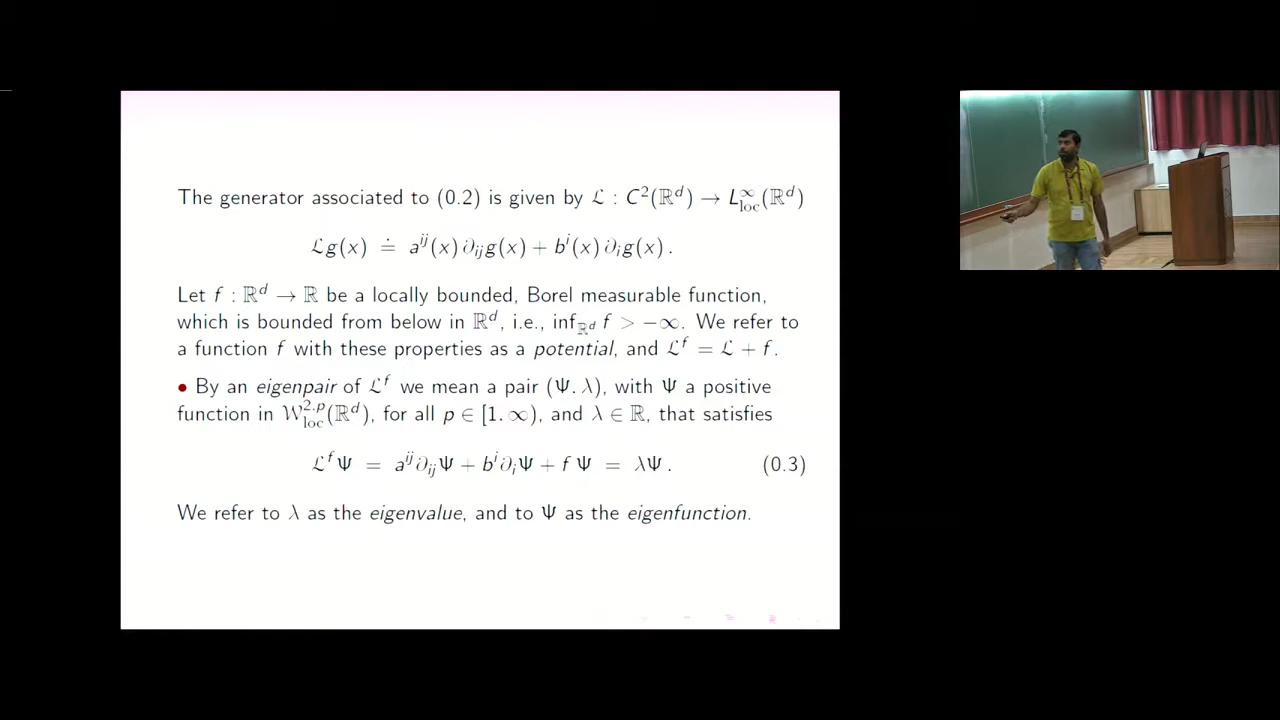 The generator associated to (0.2) is given by ℒ : C²(ℝᵈ) → L^∞_loc(ℝᵈ)
ℒg(x) ≐ a^{ij}(x) ∂_{ij}g(x) + b^i(x) ∂_i g(x) .
Let f : ℝᵈ → ℝ be a locally bounded, Borel measurable function,
which is bounded from below in ℝᵈ, i.e., inf_{ℝᵈ} f > −∞. We refer to
a function f with these properties as a potential, and ℒ^f = ℒ + f.
• By an eigenpair of ℒ^f we mean a pair (Ψ. λ), with Ψ a positive
function in 𝒲^{2.p}_loc(ℝᵈ), for all p ∈ [1. ∞), and λ ∈ ℝ, that satisfies
ℒ^f Ψ = a^{ij}∂_{ij}Ψ + b^i∂_iΨ + f Ψ = λΨ . (0.3)
We refer to λ as the eigenvalue, and to Ψ as the eigenfunction.